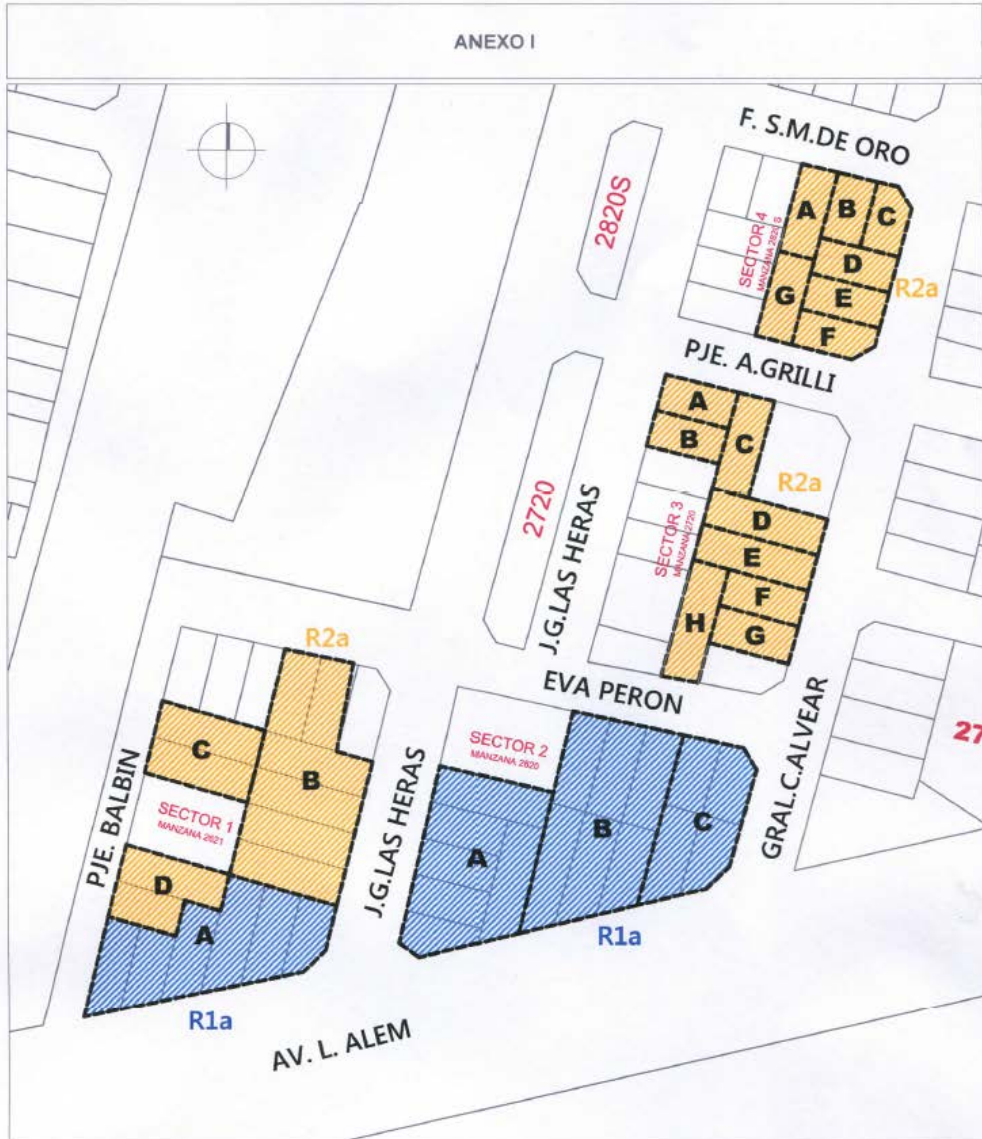 ANEXO I
F. S.M.DE ORO
2820S
A
B
C
SECTOR 4
MANZANA 2820 S
D
G
E
R2a
F
PJE. A.GRILLI
A
B
C
R2a
2720
J.G.LAS HERAS
SECTOR 3
MANZANA 2720
D
E
F
H
G
EVA PERON
R2a
GRAL.C.ALVEAR
27
C
B
SECTOR 2
MANZANA 2620
PJE. BALBIN
SECTOR 1
MANZANA 2621
J.G.LAS HERAS
A
B
C
D
A
R1a
R1a
AV. L. ALEM